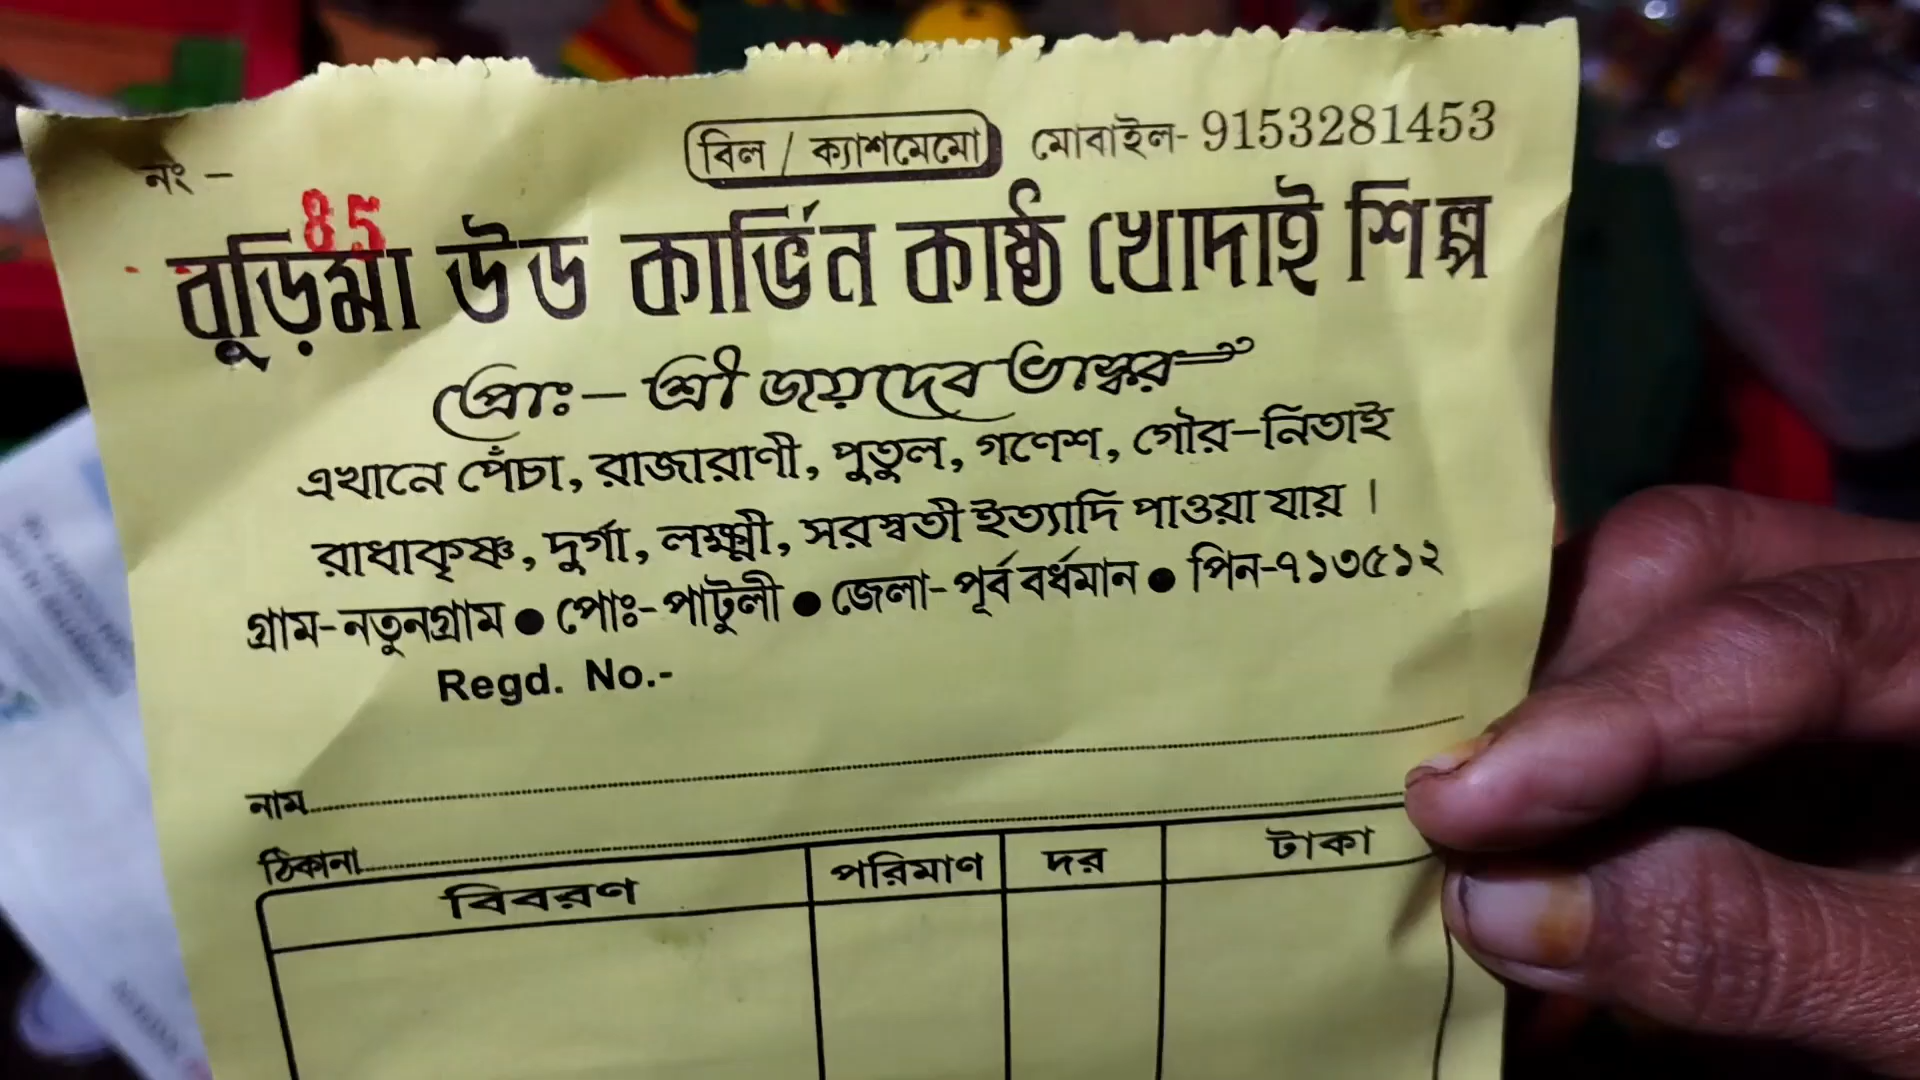 বিল / ক্যাশমেমো মোবাইল- 9153281453
নং –
85
বুড়িমা উড কার্ভিন কাষ্ঠ খোদাই শিল্প
প্রোঃ– শ্রী জয়দেব ভাস্কর
এখানে পেঁচা, রাজারাণী, পুতুল, গণেশ, গৌর–নিতাই
রাধাকৃষ্ণ, দুর্গা, লক্ষ্মী, সরস্বতী ইত্যাদি পাওয়া যায় ।
গ্রাম-নতুনগ্রাম ● পোঃ- পাটুলী ● জেলা- পূর্ব বর্ধমান ● পিন-৭১৩৫১২
Regd. No.-
নাম
ঠিকানা
বিবরণ পরিমাণ দর টাকা